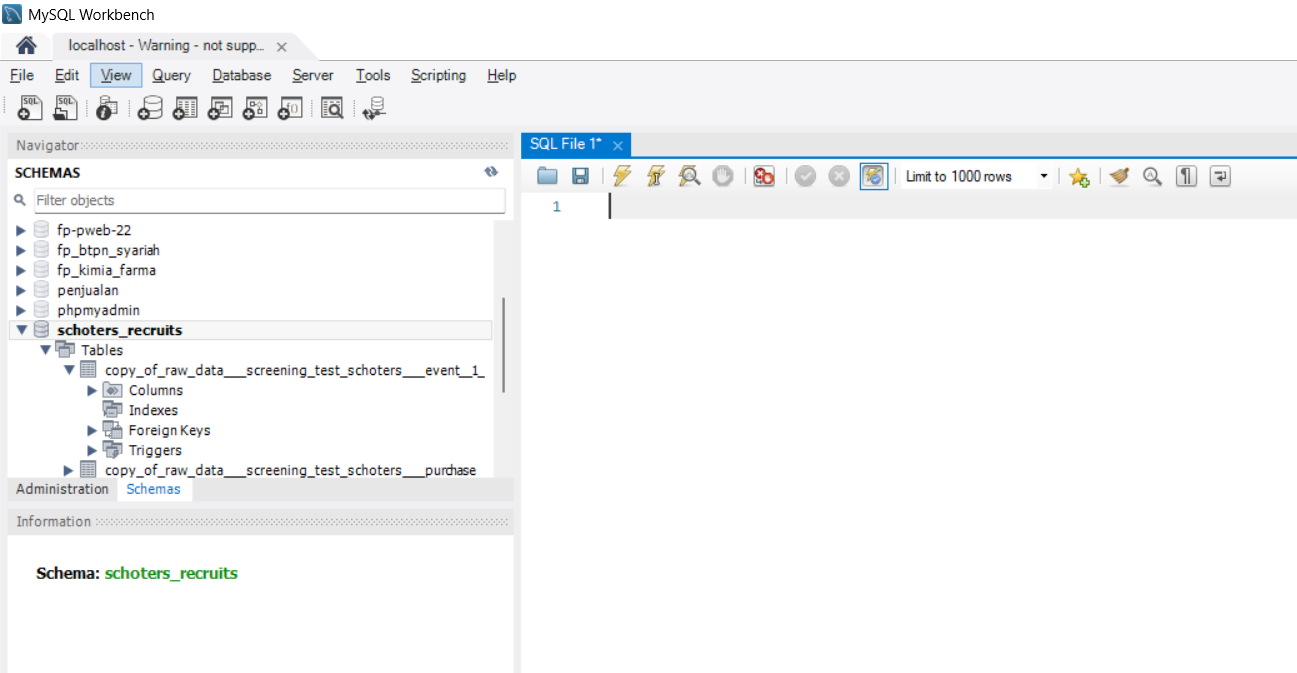 MySQL Workbench
localhost - Warning - not supp...
File Edit View Query Database Server Tools Scripting Help
Navigator
SCHEMAS
Filter objects
fp-pweb-22
fp_btpn_syariah
fp_kimia_farma
penjualan
phpmyadmin
schoters_recruits
Tables
copy_of_raw_data___screening_test_schoters___event__1_
Columns
Indexes
Foreign Keys
Triggers
copy_of_raw_data___screening_test_schoters___purchase
Administration Schemas
Information
Schema: schoters_recruits
SQL File 1*
Limit to 1000 rows
1